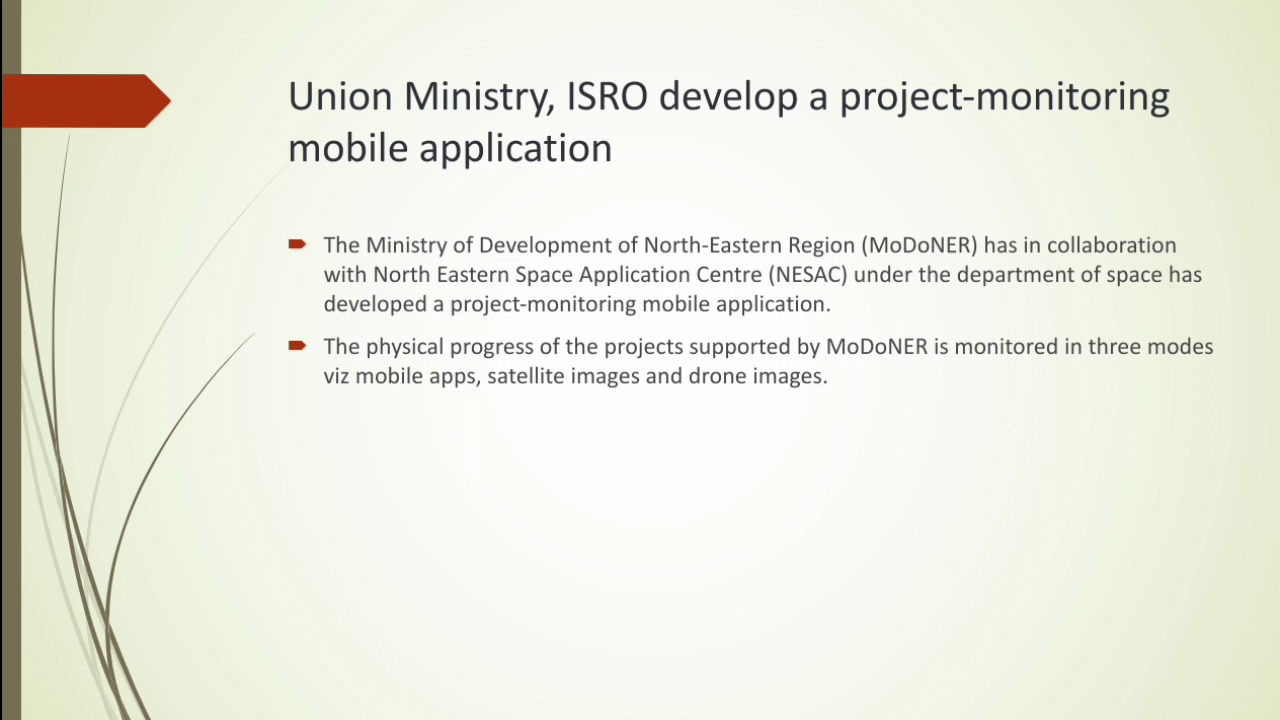 Union Ministry, ISRO develop a project-monitoring
mobile application
The Ministry of Development of North-Eastern Region (MoDoNER) has in collaboration
with North Eastern Space Application Centre (NESAC) under the department of space has
developed a project-monitoring mobile application.
The physical progress of the projects supported by MoDoNER is monitored in three modes
viz mobile apps, satellite images and drone images.